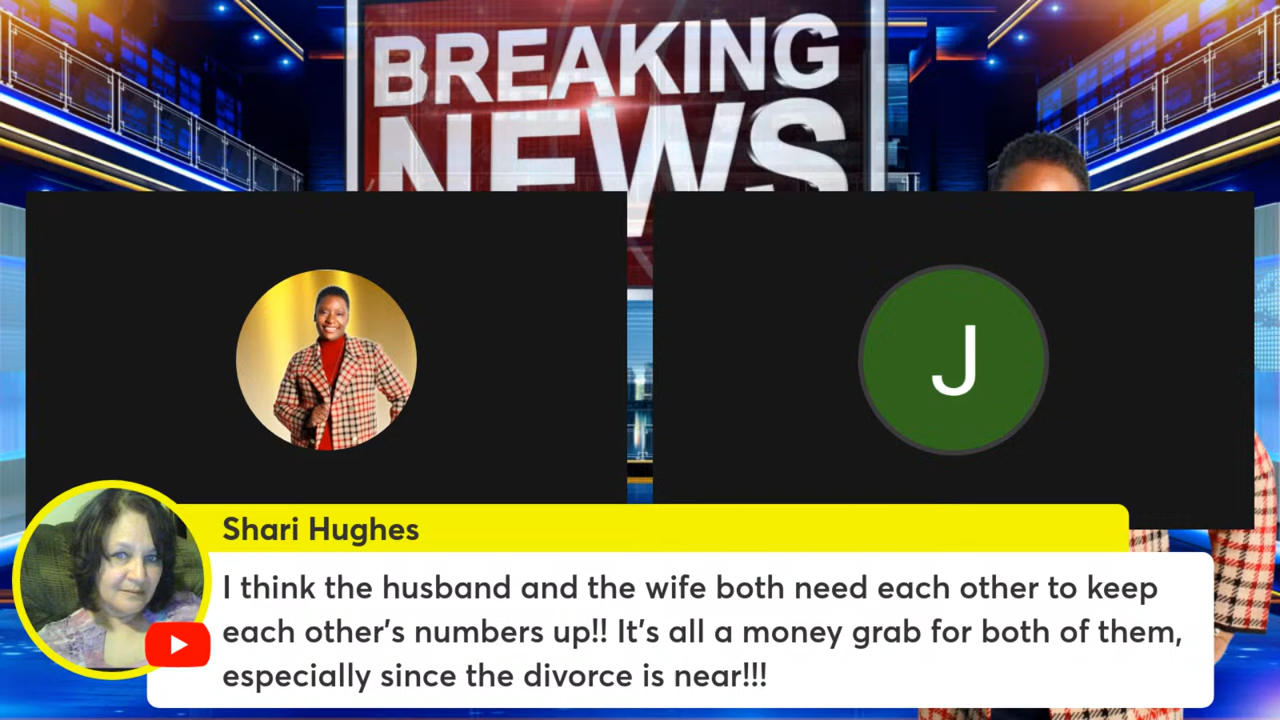 BREAKING
NEWS
J
Shari Hughes
I think the husband and the wife both need each other to keep
each other's numbers up!! It's all a money grab for both of them,
especially since the divorce is near!!!